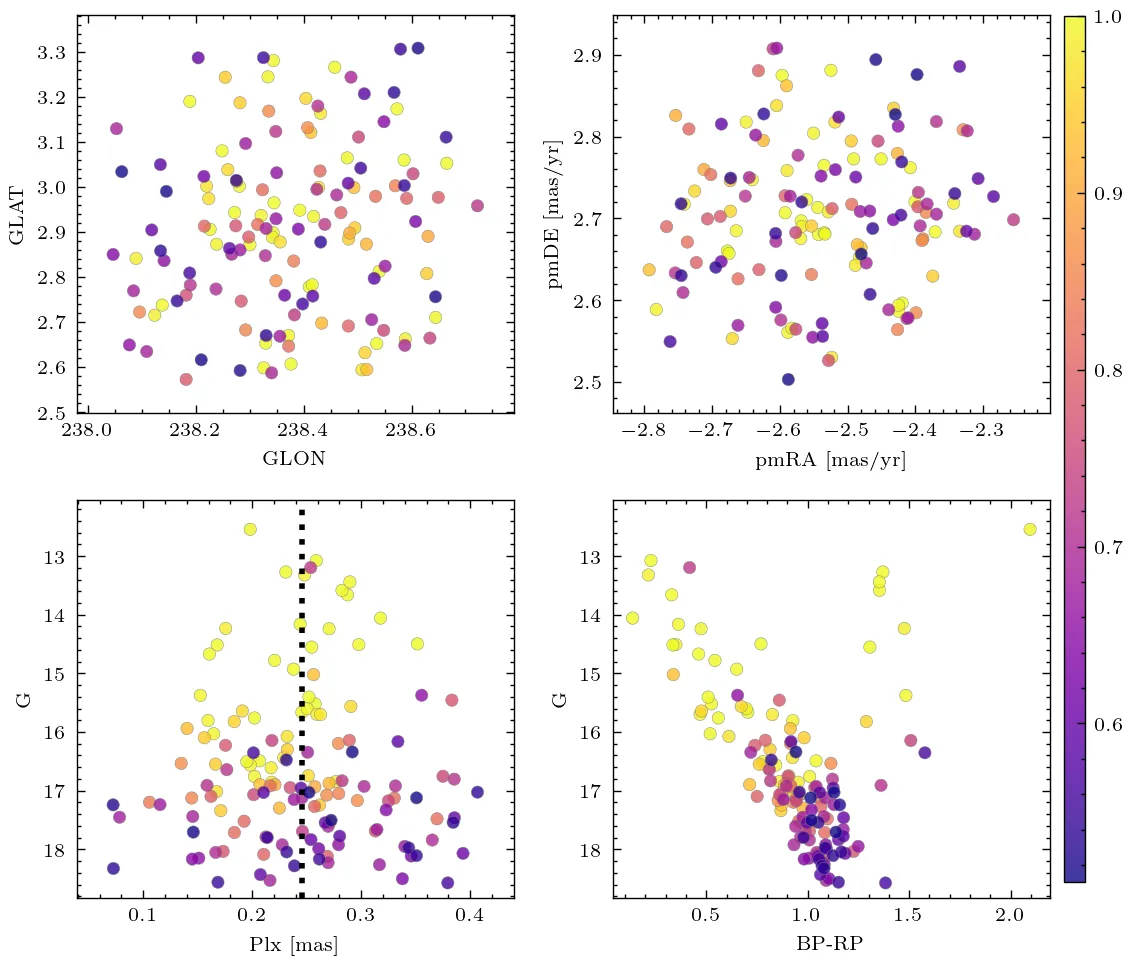 3.3
3.2
3.1
3.0
2.9
2.8
2.7
2.6
2.5
GLAT
238.0 238.2 238.4 238.6
GLON
2.9
2.8
2.7
2.6
2.5
pmDE [mas/yr]
−2.8 −2.7 −2.6 −2.5 −2.4 −2.3
pmRA [mas/yr]
1.0
0.9
0.8
0.7
0.6
13
14
15
16
17
18
G
0.1 0.2 0.3 0.4
Plx [mas]
13
14
15
16
17
18
G
0.5 1.0 1.5 2.0
BP-RP